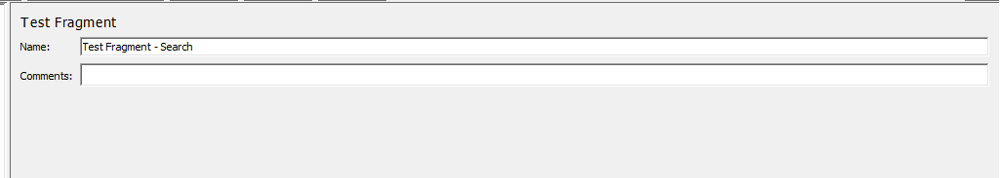 Test Fragment
Name: Test Fragment - Search
Comments: